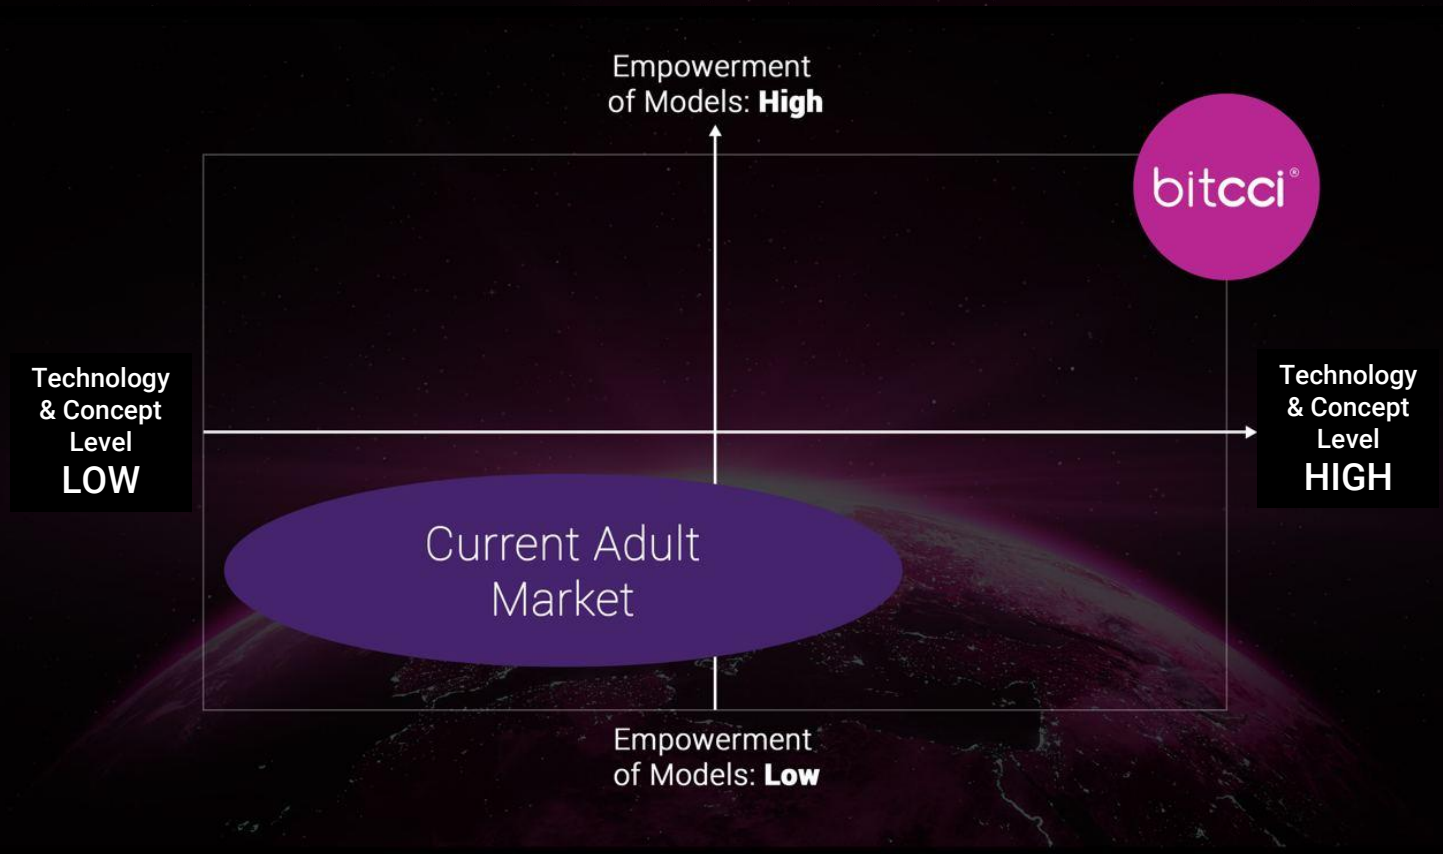 Empowerment
of Models: High
bitcci®
Technology
& Concept
Level
LOW
Technology
& Concept
Level
HIGH
Current Adult
Market
Empowerment
of Models: Low